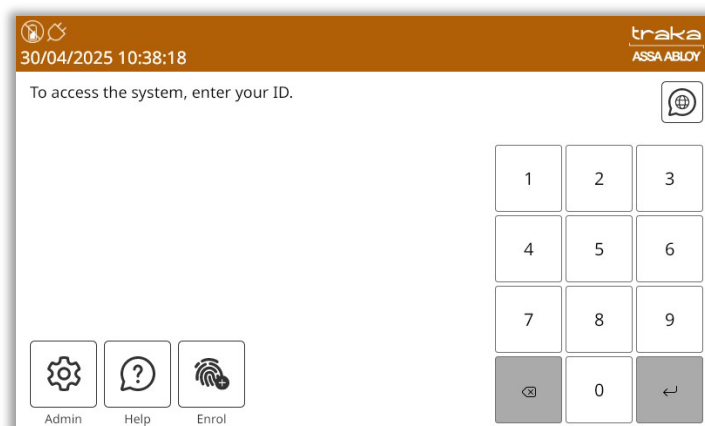 30/04/2025 10:38:18
traka
ASSA ABLOY
To access the system, enter your ID.
1 2 3
4 5 6
7 8 9
0
Admin Help Enrol